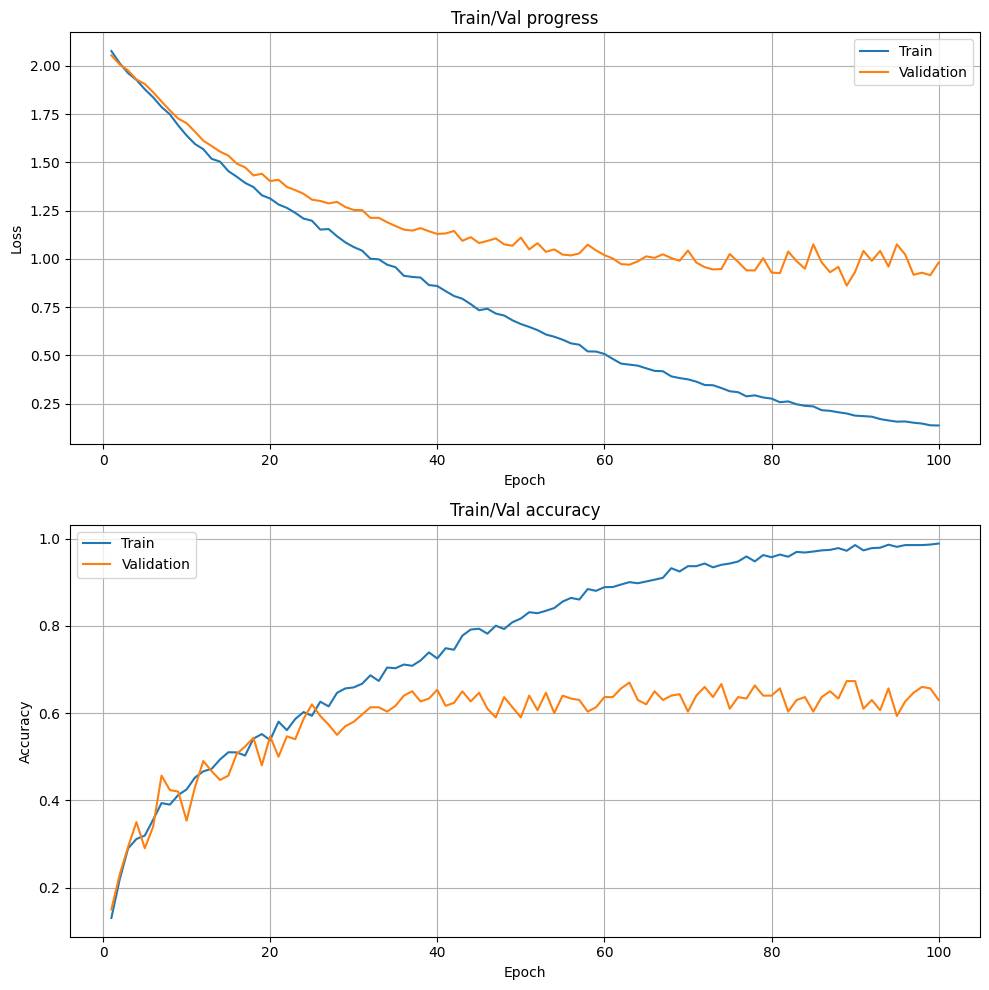 Train/Val progress
Train
Validation
2.00
1.75
1.50
1.25
1.00
0.75
0.50
0.25
Loss
0 20 40 60 80 100
Epoch
Train/Val accuracy
Train
Validation
1.0
0.8
0.6
0.4
0.2
Accuracy
0 20 40 60 80 100
Epoch